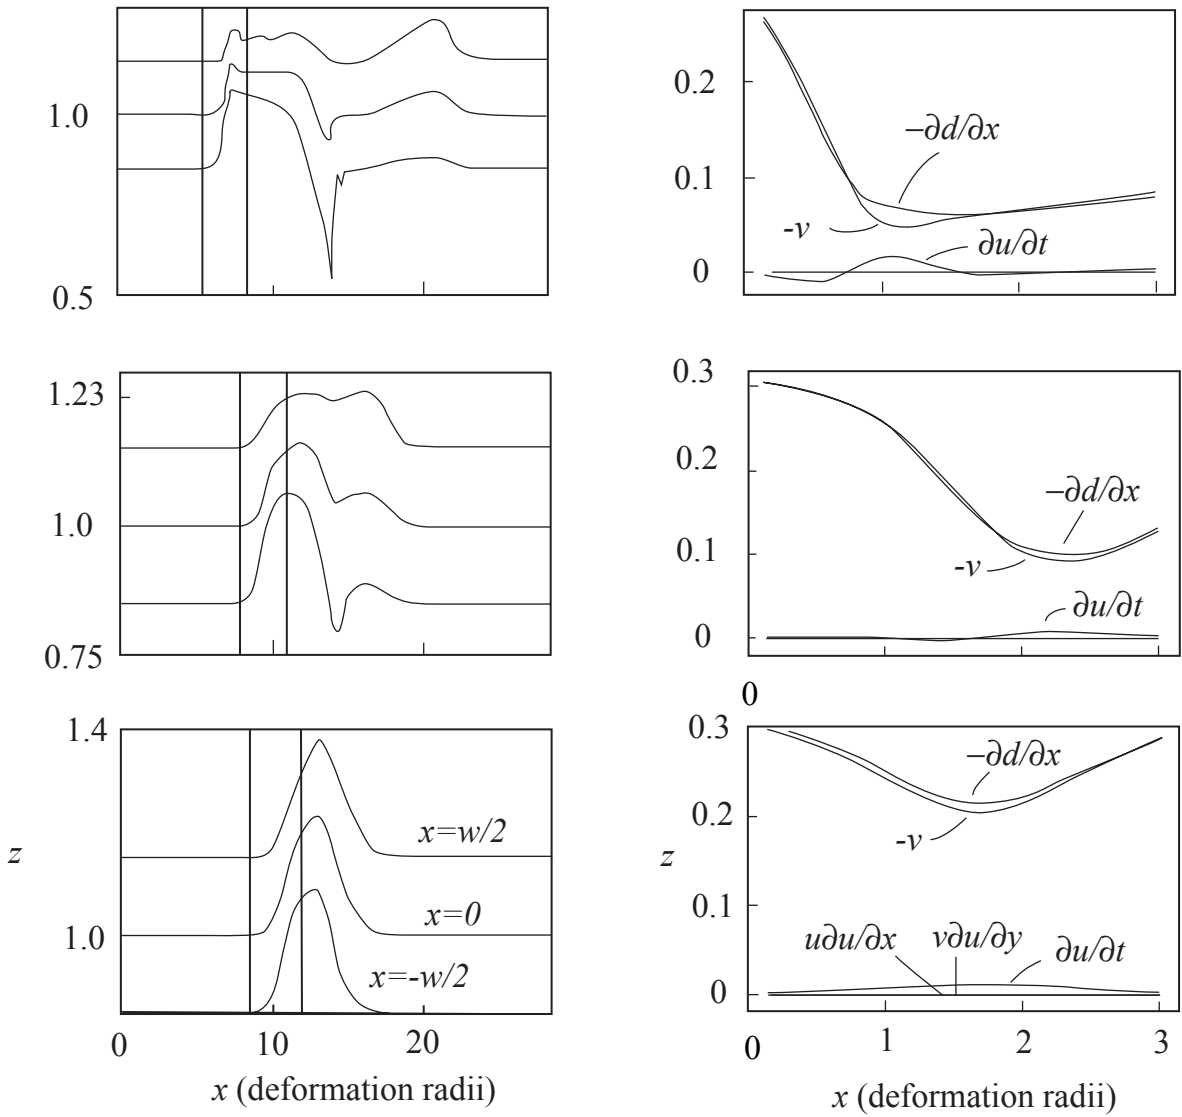 1.0
0.5
0.2
0.1
0
−∂d/∂x
-v
∂u/∂t
1.23
1.0
0.75
0.3
0.2
0.1
0
−∂d/∂x
-v
∂u/∂t
0
1.4
1.0
z
x=w/2
x=0
x=-w/2
0 10 20
x (deformation radii)
0.3
0.2
0.1
0
z
−∂d/∂x
-v
u∂u/∂x v∂u/∂y ∂u/∂t
0 1 2 3
x (deformation radii)